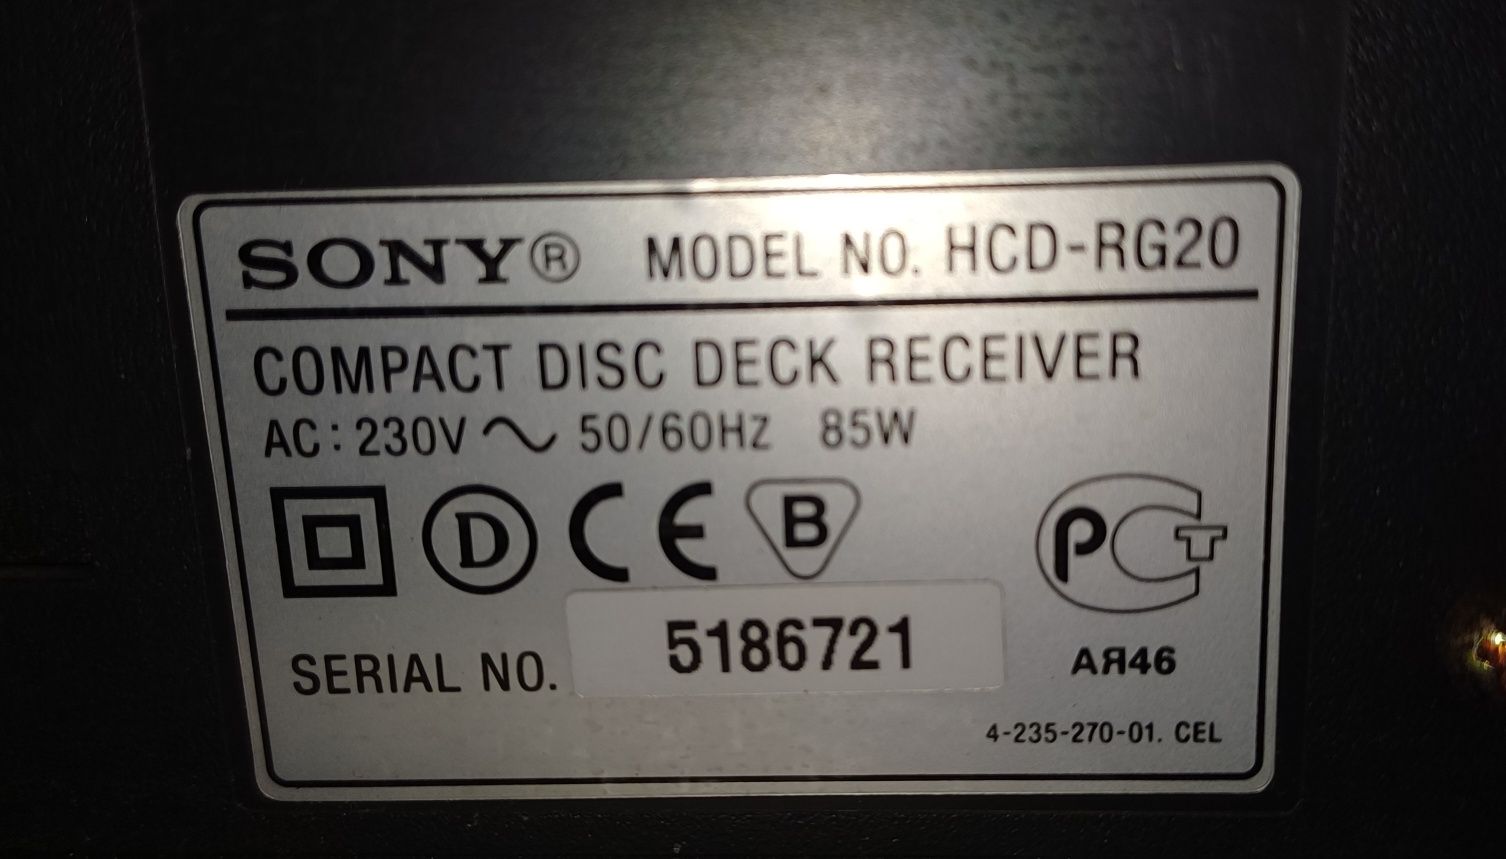 SONY® MODEL NO. HCD-RG20
COMPACT DISC DECK RECEIVER
AC: 230V ~ 50/60Hz 85W
D CE B PCT
SERIAL NO. 5186721
АЯ46
4-235-270-01. CEL